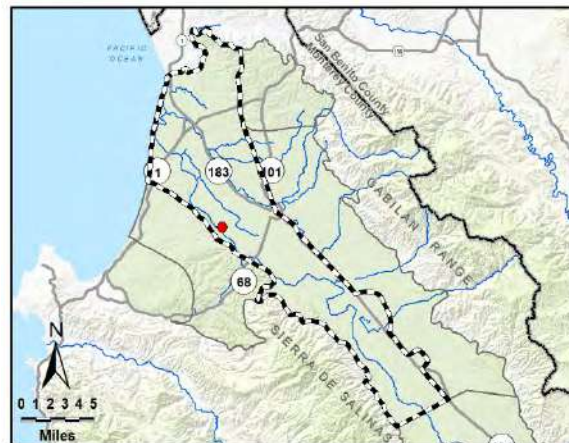 1
PACIFIC
OCEAN
San Benito County
Monterey County
1
183
101
GABILAN RANGE
68
SIERRA DE SALINAS
N
0 1 2 3 4 5
Miles